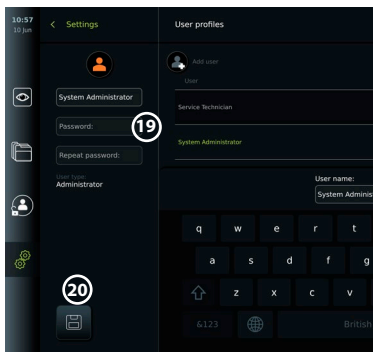 10:57
10 Jun
Settings
User profiles
Add user
User
System Administrator
Service Technician
Password:
19
System Administrator
Repeat password:
User type:
Administrator
User name:
System Adminis
q w e r t
a s d f g
20
z x c v
&123
British